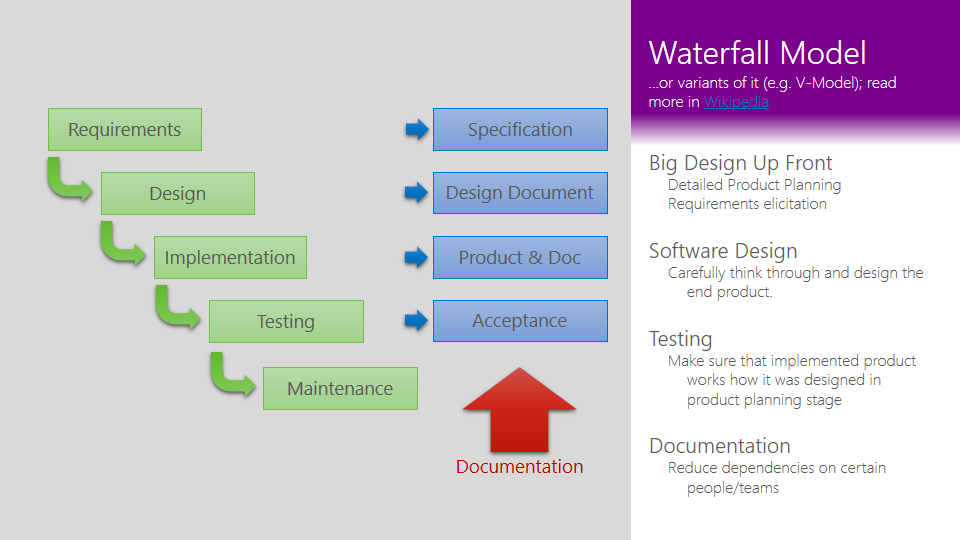 Waterfall Model
...or variants of it (e.g. V-Model); read
more in Wikipedia
Requirements
Specification
Design
Design Document
Implementation
Product & Doc
Testing
Acceptance
Maintenance
Documentation
Big Design Up Front
Detailed Product Planning
Requirements elicitation
Software Design
Carefully think through and design the
end product.
Testing
Make sure that implemented product
works how it was designed in
product planning stage
Documentation
Reduce dependencies on certain
people/teams